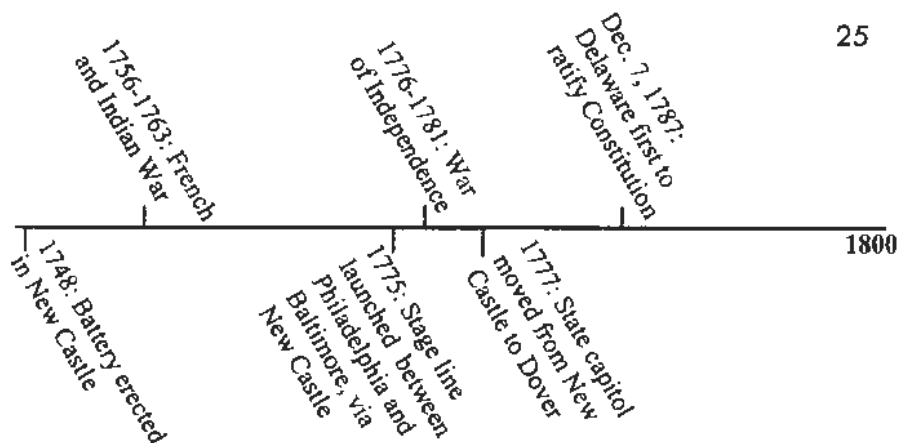 25
1756-1763: French
and Indian War
1776-1781: War
of Independence
Dec. 7, 1787:
Delaware first to
ratify Constitution
1800
1748: Battery erected
in New Castle
1775: Stage line
launched between
Philadelphia and
Baltimore, via
New Castle
1777: State capitol
moved from New
Castle to Dover